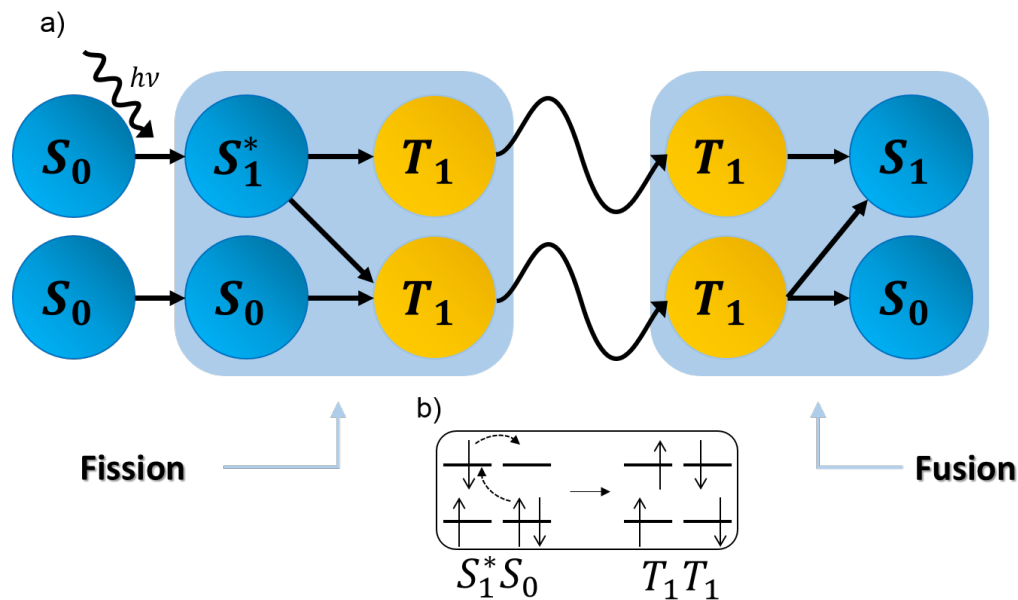 a)
hν
S₀ S₁* T₁ T₁ S₁
S₀ S₀ T₁ T₁ S₀
b)
Fission Fusion
S₁*S₀ T₁T₁